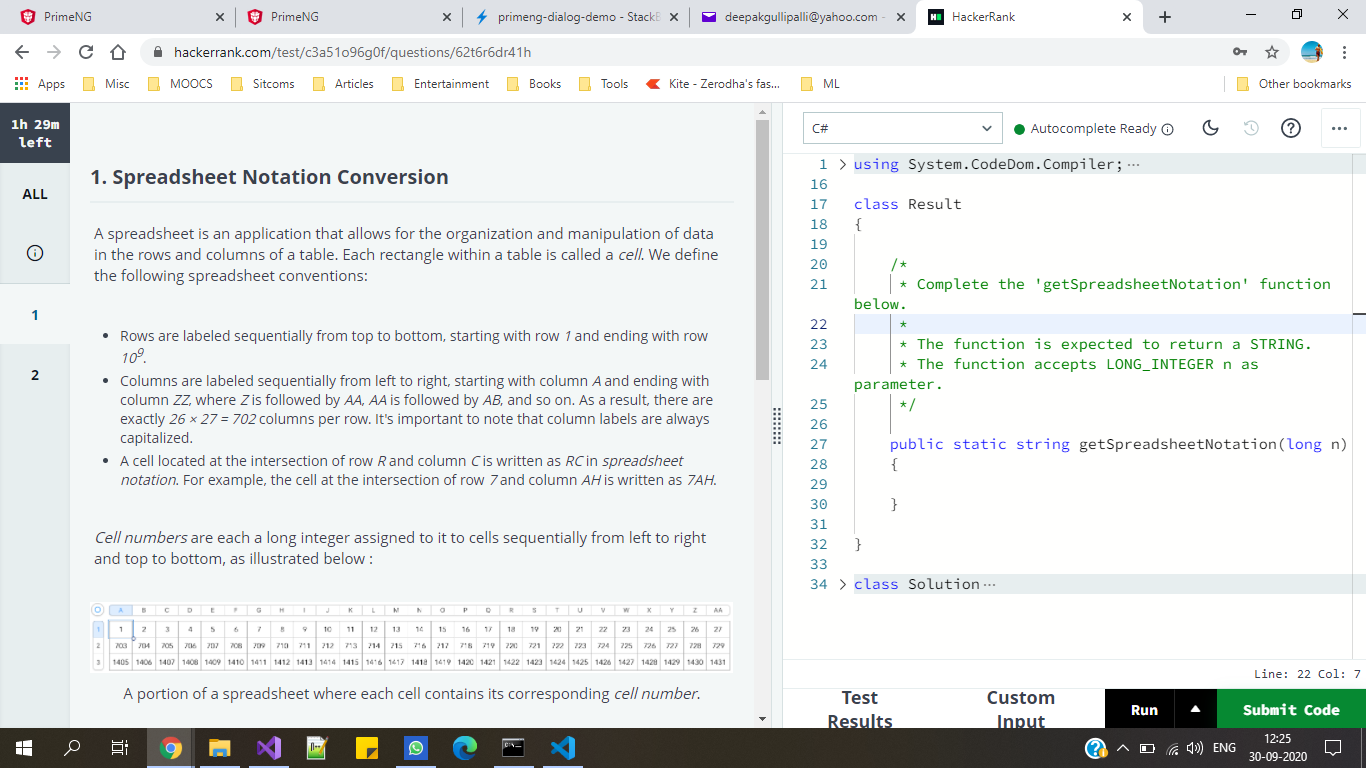 PrimeNG
PrimeNG
primeng-dialog-demo - StackB
deepakgullipalli@yahoo.com -
HackerRank
hackerrank.com/test/c3a51o96g0f/questions/62t6r6dr41h
Apps Misc MOOCS Sitcoms Articles Entertainment Books Tools Kite - Zerodha's fas... ML Other bookmarks
1h 29m
left
ALL
1
2
1. Spreadsheet Notation Conversion
A spreadsheet is an application that allows for the organization and manipulation of data
in the rows and columns of a table. Each rectangle within a table is called a cell. We define
the following spreadsheet conventions:
• Rows are labeled sequentially from top to bottom, starting with row 1 and ending with row
10⁹.
• Columns are labeled sequentially from left to right, starting with column A and ending with
column ZZ, where Z is followed by AA, AA is followed by AB, and so on. As a result, there are
exactly 26 × 27 = 702 columns per row. It's important to note that column labels are always
capitalized.
• A cell located at the intersection of row R and column C is written as RC in spreadsheet
notation. For example, the cell at the intersection of row 7 and column AH is written as 7AH.
Cell numbers are each a long integer assigned to it to cells sequentially from left to right
and top to bottom, as illustrated below :
A B C D E F G H I J K L M N O P Q R S T U V W X Y Z AA
1 1 2 3 4 5 6 7 8 9 10 11 12 13 14 15 16 17 18 19 20 21 22 23 24 25 26 27
2 703 704 705 706 707 708 709 710 711 712 713 714 715 716 717 718 719 720 721 722 723 724 725 726 727 728 729
3 1405 1406 1407 1408 1409 1410 1411 1412 1413 1414 1415 1416 1417 1418 1419 1420 1421 1422 1423 1424 1425 1426 1427 1428 1429 1430 1431
A portion of a spreadsheet where each cell contains its corresponding cell number.
C#
Autocomplete Ready
1 using System.CodeDom.Compiler; ...
16
17 class Result
18 {
19
20 /*
21 * Complete the 'getSpreadsheetNotation' function
below.
22 *
23 * The function is expected to return a STRING.
24 * The function accepts LONG_INTEGER n as
parameter.
25 */
26
27 public static string getSpreadsheetNotation(long n)
28 {
29
30 }
31
32 }
33
34 class Solution ...
Line: 22 Col: 7
Test
Results
Custom
Input
Run
Submit Code
ENG
12:25
30-09-2020